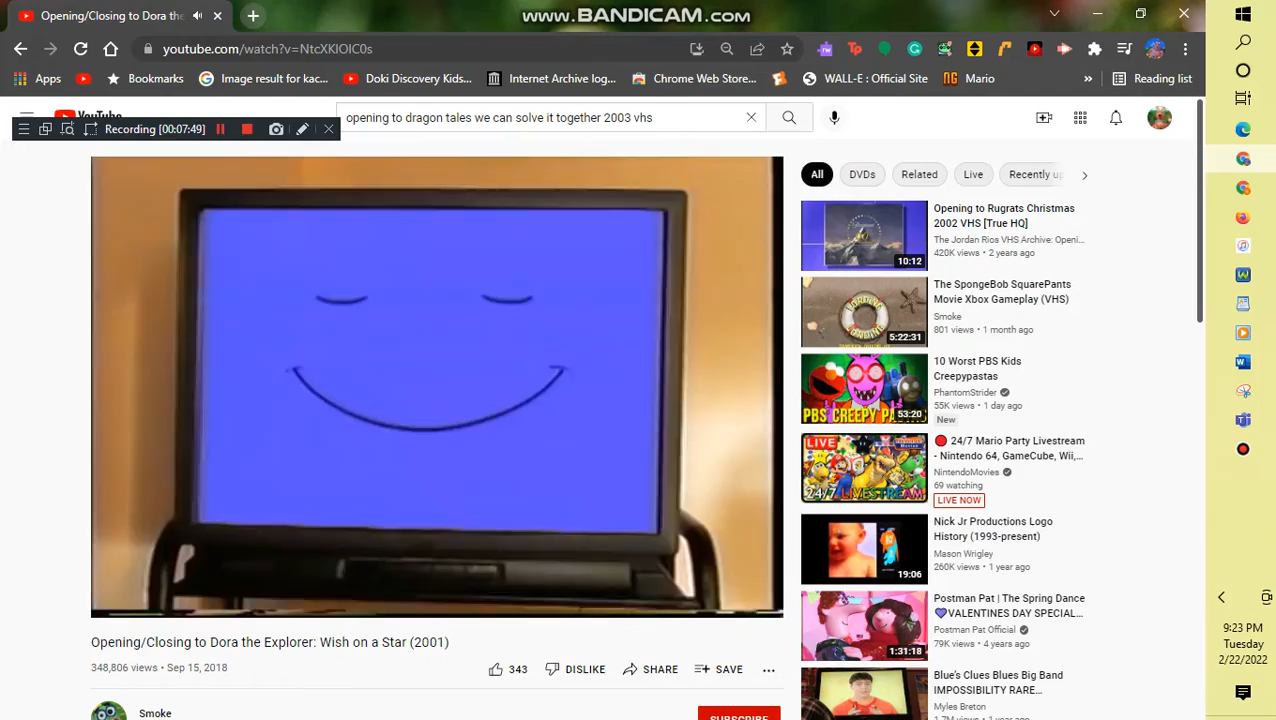 Opening/Closing to Dora the
www.BANDICAM.com
youtube.com/watch?v=NtcXKIOIC0s
Apps
Bookmarks
Image result for kac...
Doki Discovery Kids...
Internet Archive log...
Chrome Web Store...
WALL-E : Official Site
Mario
»
Reading list
Recording [00:07:49]
opening to dragon tales we can solve it together 2003 vhs
All
DVDs
Related
Live
Recently up
Opening to Rugrats Christmas
2002 VHS [True HQ]
The Jordan Rios VHS Archive: Openi...
420K views • 2 years ago
10:12
The SpongeBob SquarePants
Movie Xbox Gameplay (VHS)
Smoke
801 views • 1 month ago
5:22:31
10 Worst PBS Kids
Creepypastas
PhantomStrider
55K views • 1 day ago
New
53:20
🔴 24/7 Mario Party Livestream
- Nintendo 64, GameCube, Wii,...
NintendoMovies
69 watching
LIVE NOW
LIVE
24/7 LIVESTREAM
Nick Jr Productions Logo
History (1993-present)
Mason Wrigley
260K views • 1 year ago
19:06
Postman Pat | The Spring Dance
💜VALENTINES DAY SPECIAL...
Postman Pat Official
79K views • 4 years ago
1:31:18
Blue's Clues Blues Big Band
IMPOSSIBILITY RARE...
Myles Breton
1.7M views • 1 year ago
Opening/Closing to Dora the Explorer: Wish on a Star (2001)
343
DISLIKE
SHARE
SAVE
...
Smoke
SUBSCRIBE
9:23 PM
Tuesday
2/22/2022